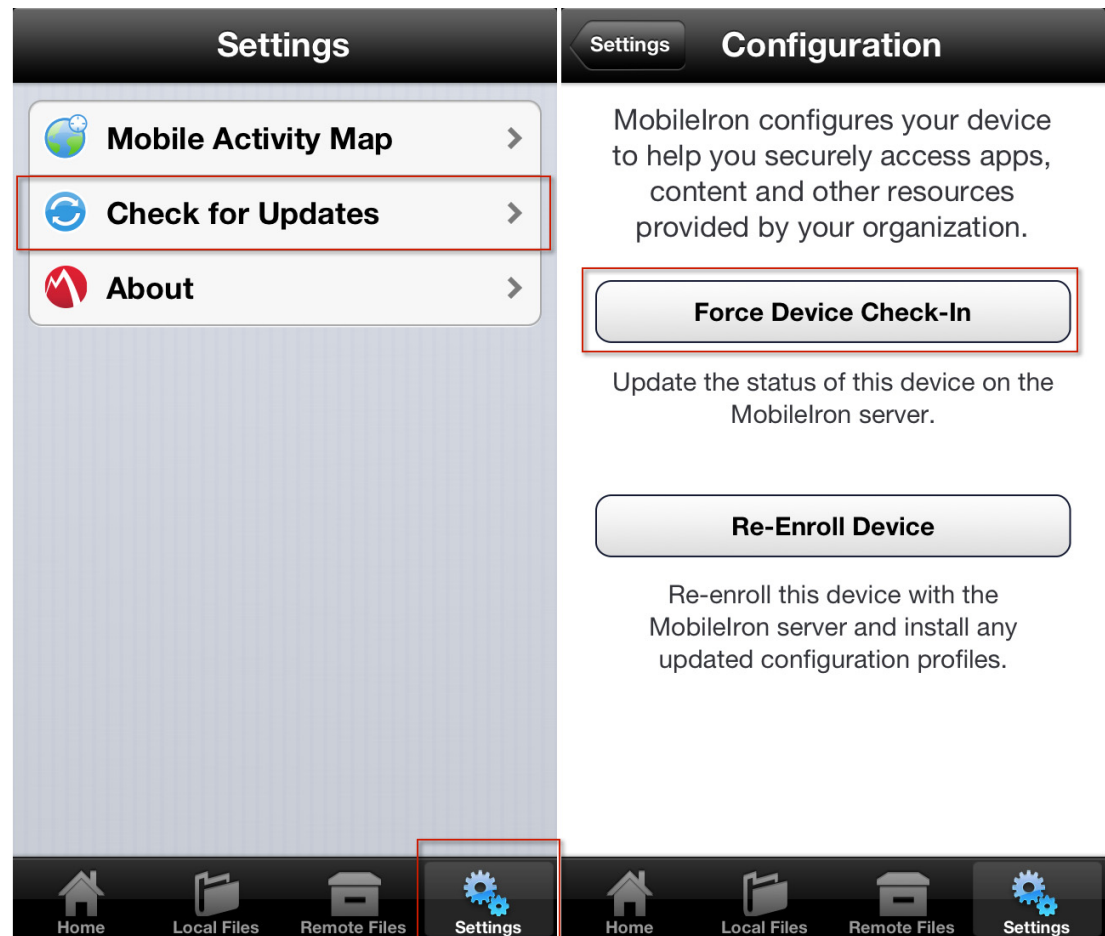 Settings
Mobile Activity Map
Check for Updates
About
Home
Local Files
Remote Files
Settings
Settings
Configuration
MobileIron configures your device
to help you securely access apps,
content and other resources
provided by your organization.
Force Device Check-In
Update the status of this device on the
MobileIron server.
Re-Enroll Device
Re-enroll this device with the
MobileIron server and install any
updated configuration profiles.
Home
Local Files
Remote Files
Settings